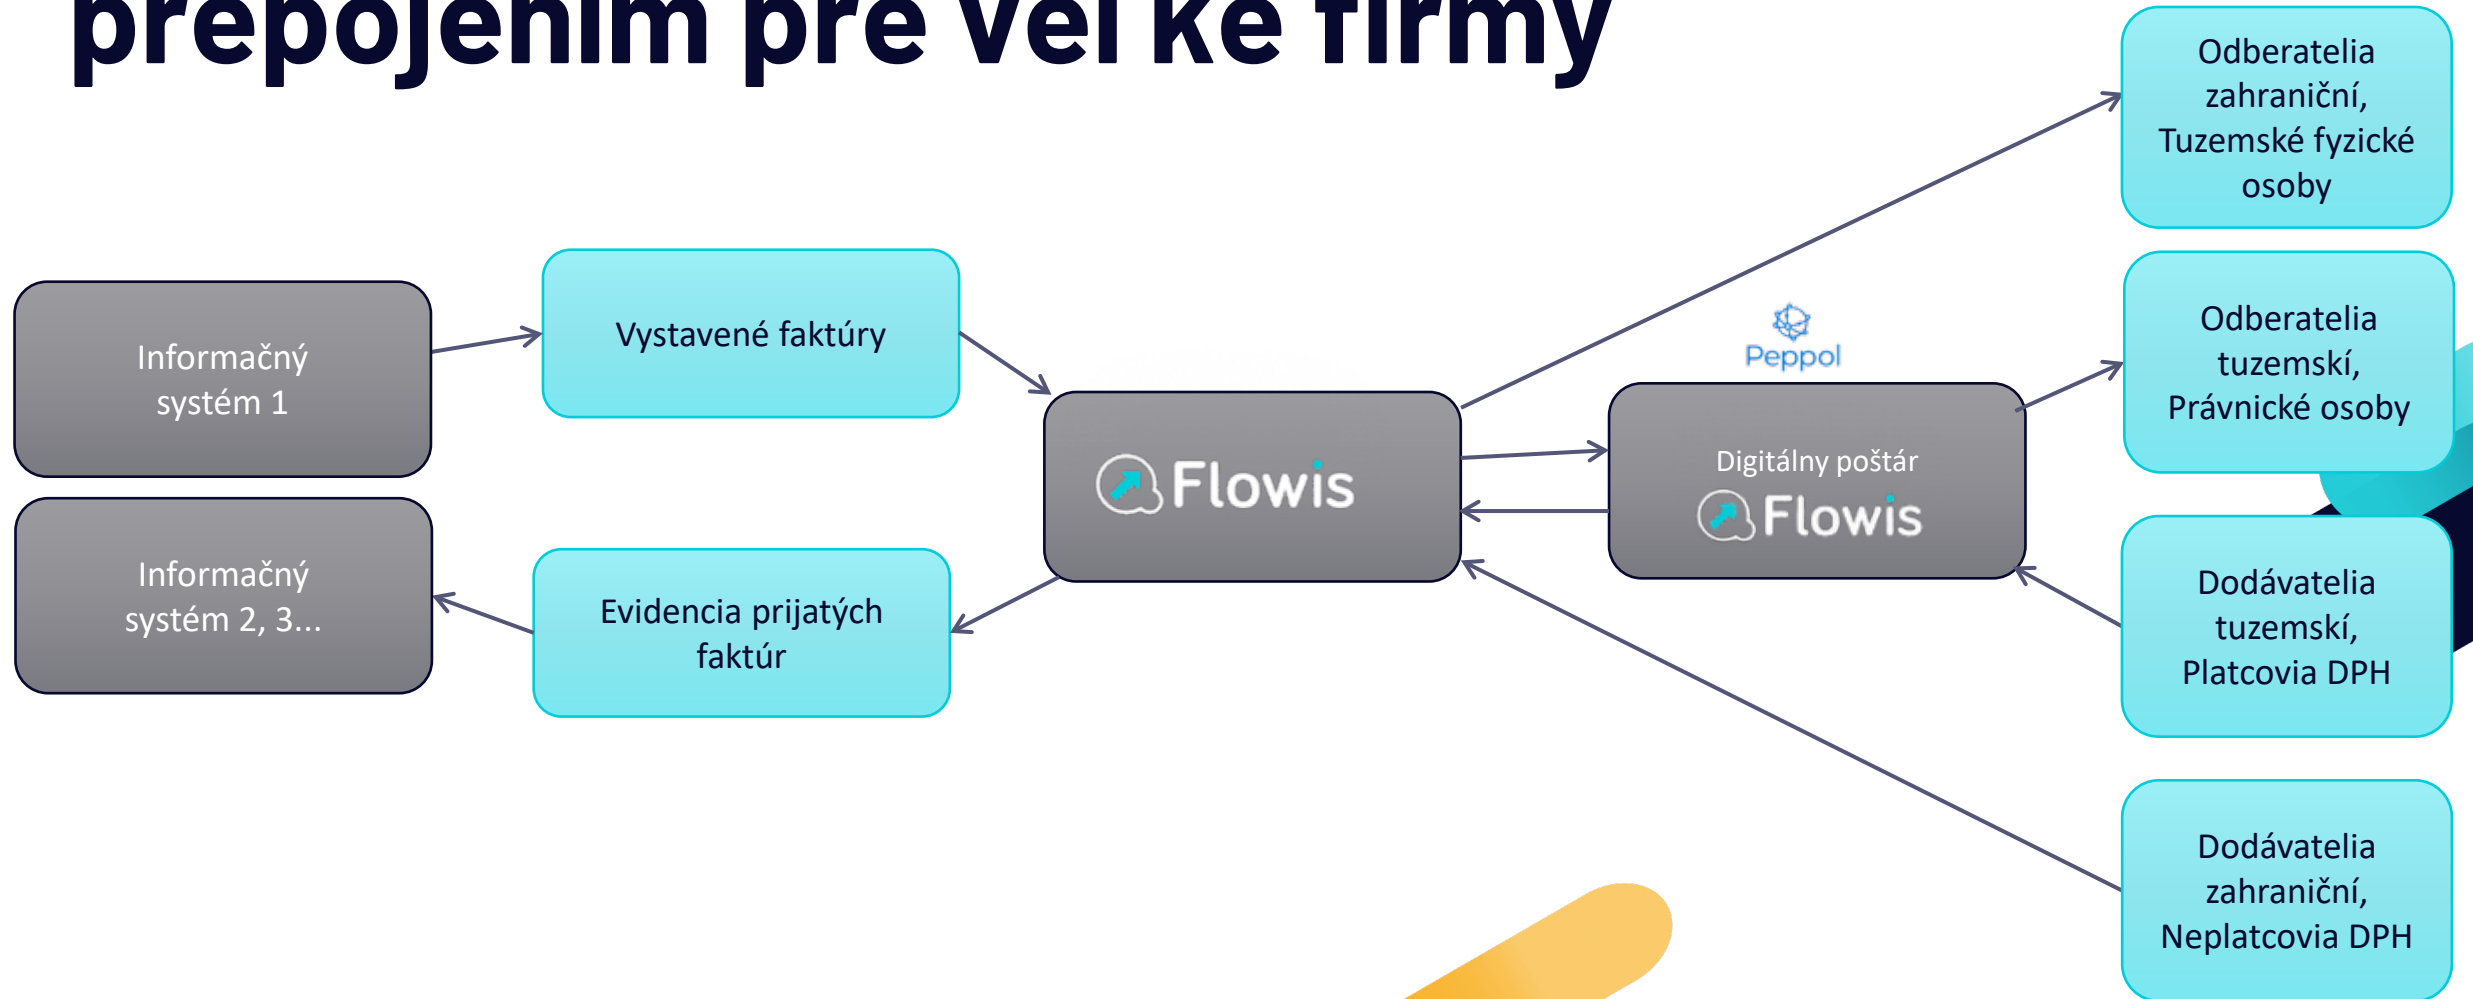 prepojením pre veľké firmy
Odberatelia
zahraniční,
Tuzemské fyzické
osoby
Informačný
systém 1
Vystavené faktúry
Peppol
Odberatelia
tuzemskí,
Právnické osoby
Flowis
Digitálny poštár
Flowis
Informačný
systém 2, 3...
Evidencia prijatých
faktúr
Dodávatelia
tuzemskí,
Platcovia DPH
Dodávatelia
zahraniční,
Neplatcovia DPH